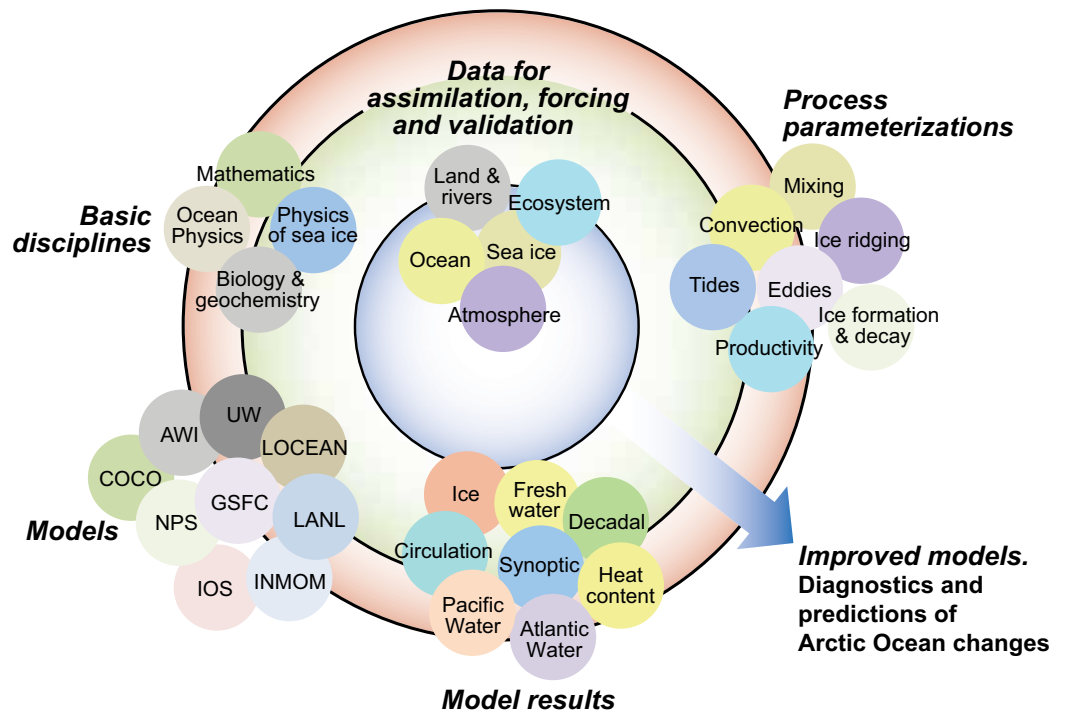 Data for
assimilation, forcing
and validation
Land &
rivers
Ecosystem
Ocean
Sea ice
Atmosphere
Process
parameterizations
Mixing
Convection
Ice ridging
Tides
Eddies
Ice formation
& decay
Productivity
Basic
disciplines
Mathematics
Ocean
Physics
Physics
of sea ice
Biology &
geochemistry
Models
UW
AWI
LOCEAN
COCO
GSFC
NPS
LANL
IOS
INMOM
Ice
Fresh
water
Decadal
Circulation
Synoptic
Heat
content
Pacific
Water
Atlantic
Water
Model results
Improved models.
Diagnostics and
predictions of
Arctic Ocean changes